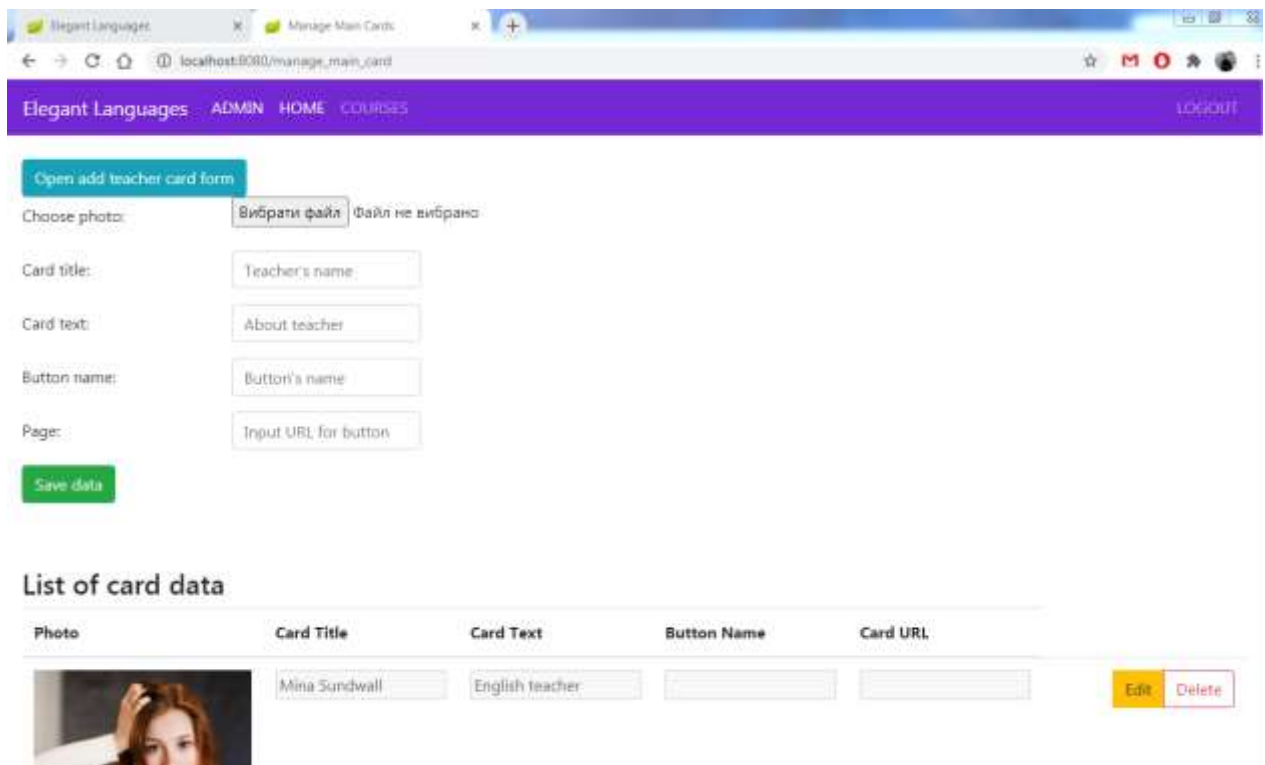 Elegant Languages Manage Main Cards
localhost:8080/manage_main_card
Elegant Languages ADMIN HOME COURSES LOGOUT
Open add teacher card form
Choose photo: Вибрати файл Файл не вибрано
Card title: Teacher's name
Card text: About teacher
Button name: Button's name
Page: Input URL for button
Save data
List of card data
Photo Card Title Card Text Button Name Card URL
Mina Sundwall English teacher Edit Delete